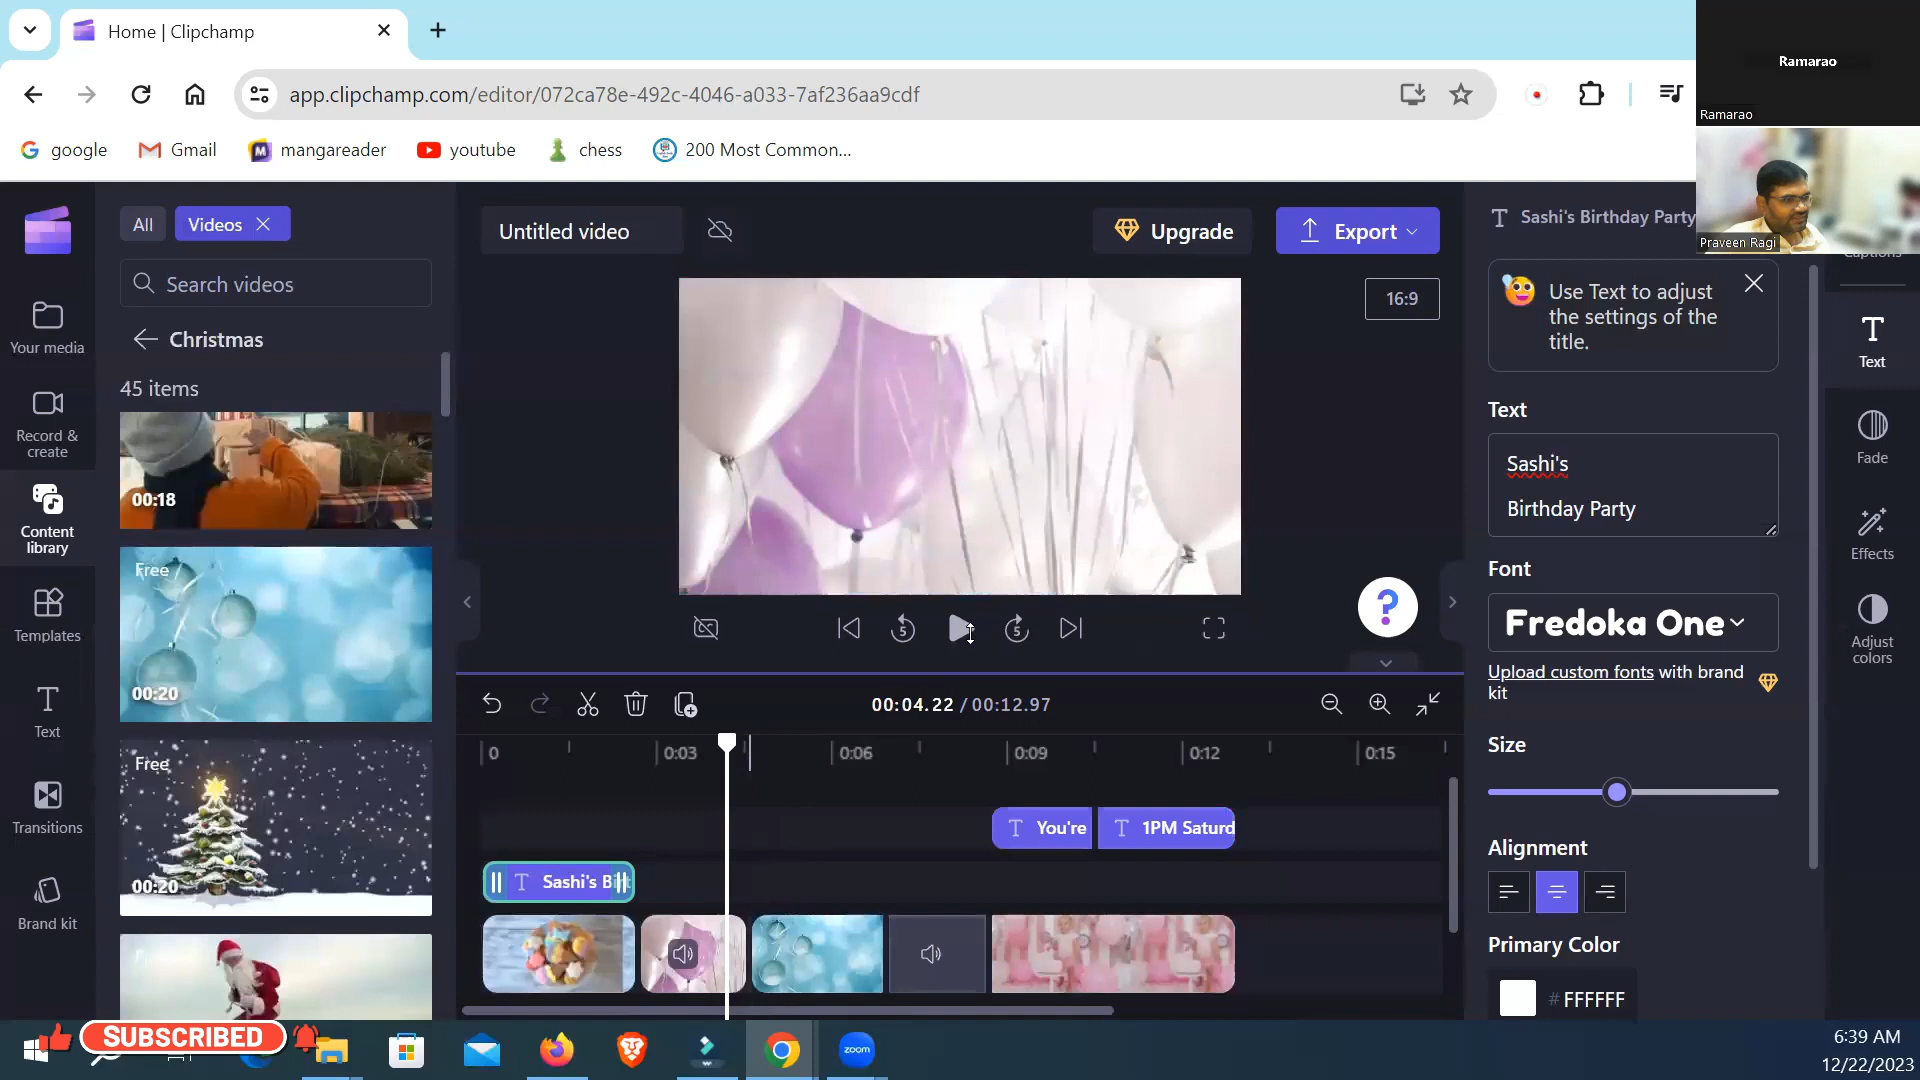 Home | Clipchamp
app.clipchamp.com/editor/072ca78e-492c-4046-a033-7af236aa9cdf
google
Gmail
mangareader
youtube
chess
200 Most Common...
Ramarao
Ramarao
Praveen Ragi
Your media
Record &
create
Content
library
Templates
Text
Transitions
Brand kit
All
Videos
Search videos
Christmas
45 items
00:18
Free
00:20
Free
00:20
Untitled video
Upgrade
Export
16:9
5
5
?
00:04.22 / 00:12.97
0
0:03
0:06
0:09
0:12
0:15
T You're
T 1PM Saturd
T Sashi's Birt
T Sashi's Birthday Party
Use Text to adjust
the settings of the
title.
Text
Sashi's
Birthday Party
Font
Fredoka One
Upload custom fonts with brand
kit
Size
Alignment
Primary Color
# FFFFFF
Captions
Text
Fade
Effects
Adjust
colors
SUBSCRIBED
zoom
6:39 AM
12/22/2023